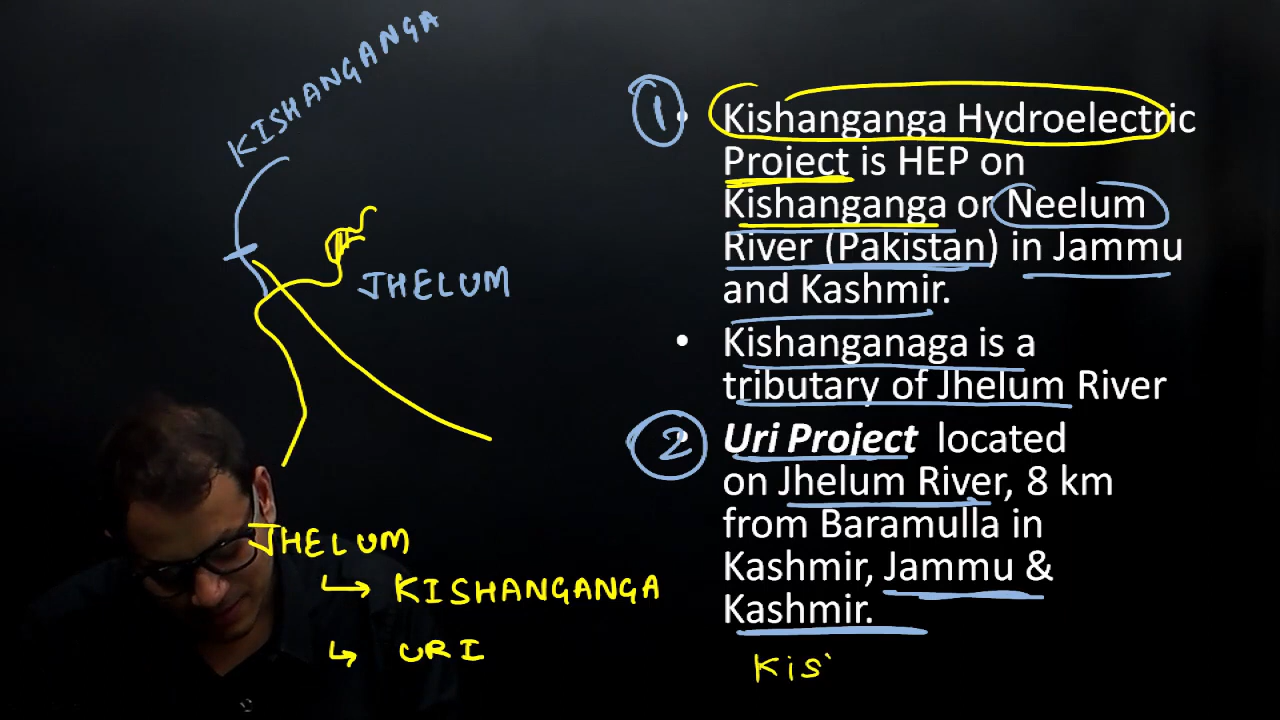 KISHANGANGA
JHELUM
JHELUM
↳ KISHANGANGA
↳ URI
1
• Kishanganga Hydroelectric
Project is HEP on
Kishanganga or Neelum
River (Pakistan) in Jammu
and Kashmir.
• Kishanganaga is a
tributary of Jhelum River
2
• Uri Project located
on Jhelum River, 8 km
from Baramulla in
Kashmir, Jammu &
Kashmir.
Kis